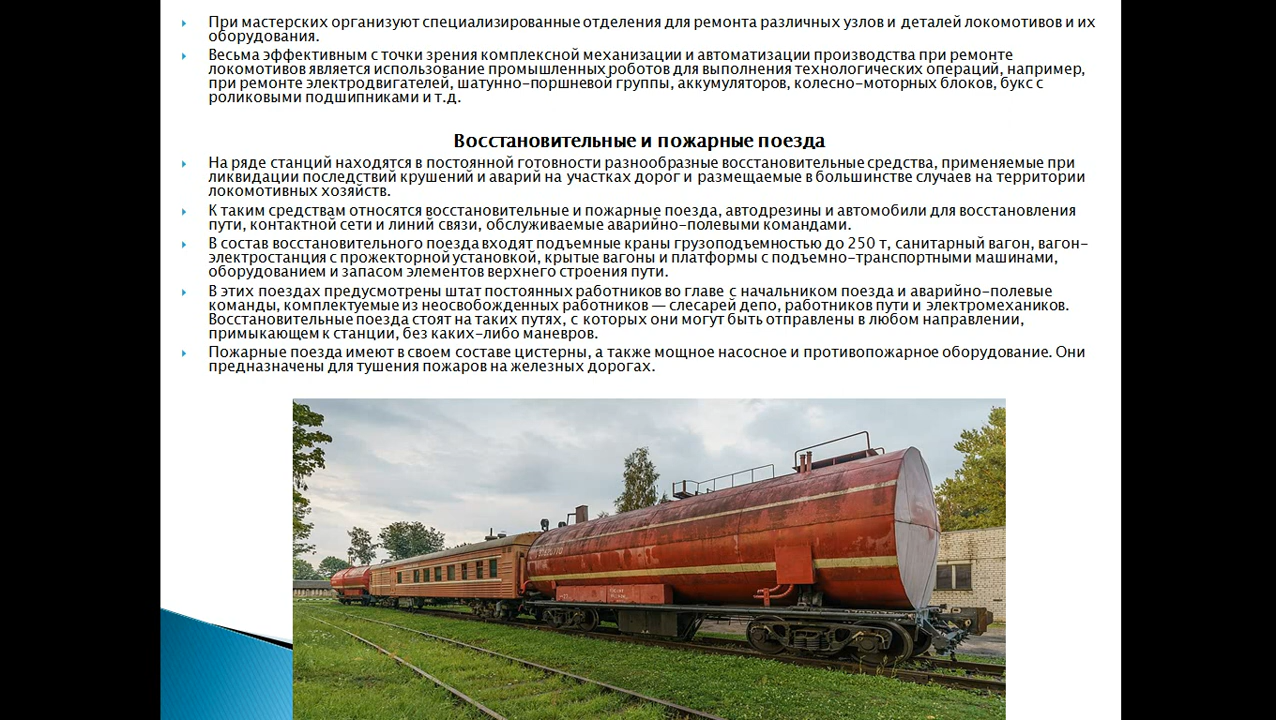 При мастерских организуют специализированные отделения для ремонта различных узлов и деталей локомотивов и их
оборудования.
Весьма эффективным с точки зрения комплексной механизации и автоматизации производства при ремонте
локомотивов является использование промышленных роботов для выполнения технологических операций, например,
при ремонте электродвигателей, шатунно-поршневой группы, аккумуляторов, колесно-моторных блоков, букс с
роликовыми подшипниками и т.д.
Восстановительные и пожарные поезда
На ряде станций находятся в постоянной готовности разнообразные восстановительные средства, применяемые при
ликвидации последствий крушений и аварий на участках дорог и размещаемые в большинстве случаев на территории
локомотивных хозяйств.
К таким средствам относятся восстановительные и пожарные поезда, автодрезины и автомобили для восстановления
пути, контактной сети и линий связи, обслуживаемые аварийно-полевыми командами.
В состав восстановительного поезда входят подъемные краны грузоподъемностью до 250 т, санитарный вагон, вагон-
электростанция с прожекторной установкой, крытые вагоны и платформы с подъемно-транспортными машинами,
оборудованием и запасом элементов верхнего строения пути.
В этих поездах предусмотрены штат постоянных работников во главе с начальником поезда и аварийно-полевые
команды, комплектуемые из неосвобожденных работников — слесарей депо, работников пути и электромехаников.
Восстановительные поезда стоят на таких путях, с которых они могут быть отправлены в любом направлении,
примыкающем к станции, без каких-либо маневров.
Пожарные поезда имеют в своем составе цистерны, а также мощное насосное и противопожарное оборудование. Они
предназначены для тушения пожаров на железных дорогах.